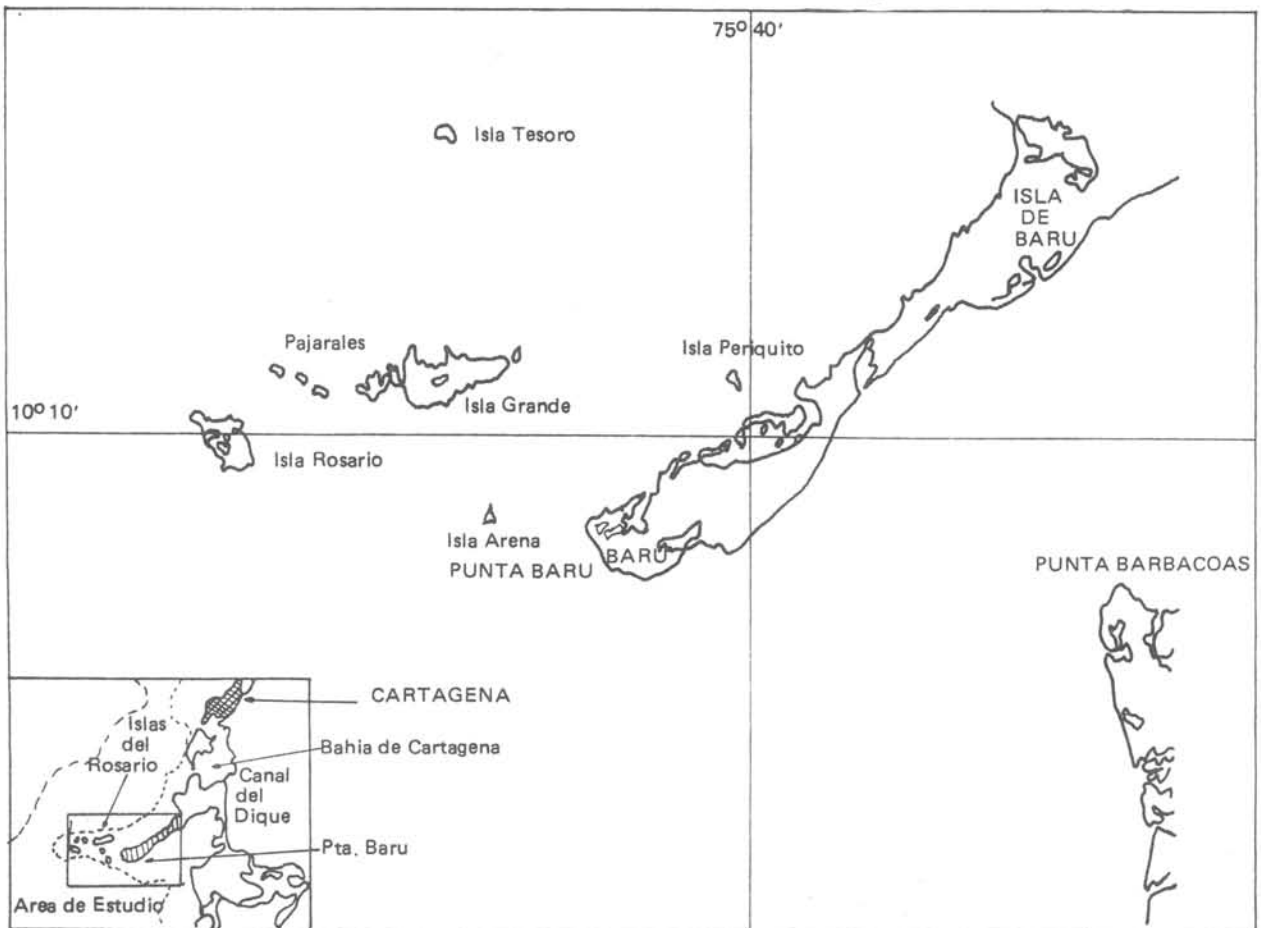 75° 40'
Isla Tesoro
ISLA
DE
BARU
Pajarales
Isla Periquito
Isla Grande
10° 10'
Isla Rosario
Isla Arena
BARU
PUNTA BARU
PUNTA BARBACOAS
CARTAGENA
Islas
del
Rosario
Bahia de Cartagena
Canal
del
Dique
Pta. Baru
Area de Estudio